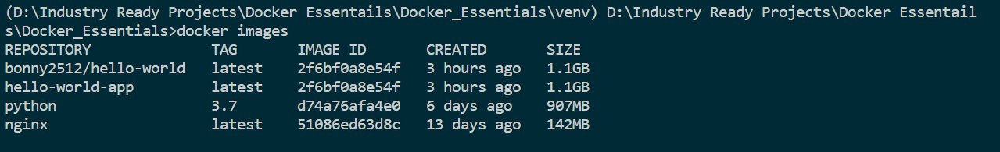 (D:\Industry Ready Projects\Docker Essentails\Docker_Essentials\venv) D:\Industry Ready Projects\Docker Essentail
s\Docker_Essentials>docker images
REPOSITORY TAG IMAGE ID CREATED SIZE
bonny2512/hello-world latest 2f6bf0a8e54f 3 hours ago 1.1GB
hello-world-app latest 2f6bf0a8e54f 3 hours ago 1.1GB
python 3.7 d74a76afa4e0 6 days ago 907MB
nginx latest 51086ed63d8c 13 days ago 142MB